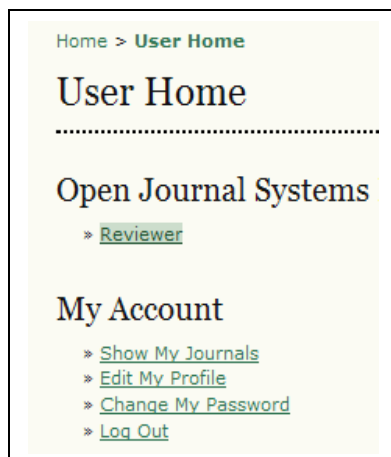 Home > User Home
User Home
Open Journal Systems
» Reviewer
My Account
» Show My Journals
» Edit My Profile
» Change My Password
» Log Out